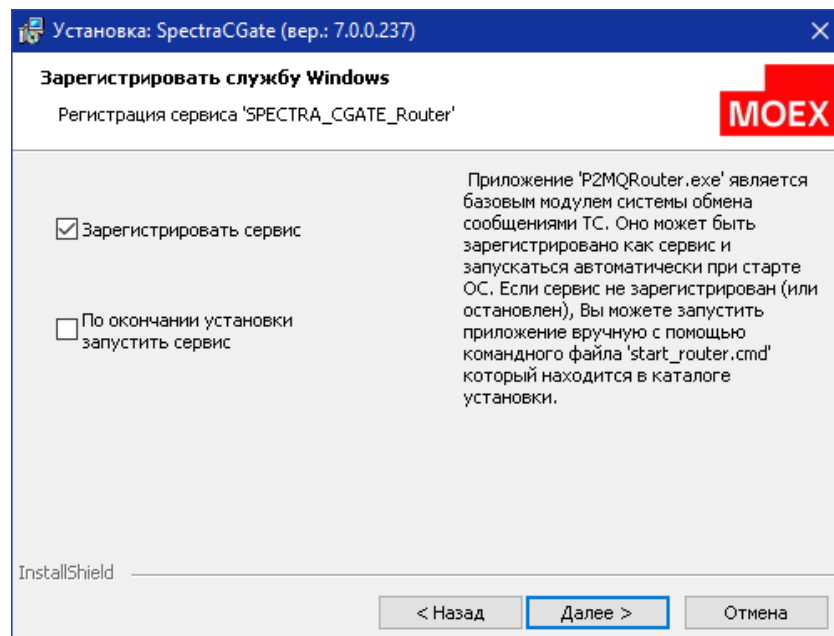 Установка: SpectraCGate (вер.: 7.0.0.237)
Зарегистрировать службу Windows
Регистрация сервиса 'SPECTRA_CGATE_Router'
MOEX
Зарегистрировать сервис
По окончании установки
запустить сервис
Приложение 'P2MQRouter.exe' является
базовым модулем системы обмена
сообщениями ТС. Оно может быть
зарегистрировано как сервис и
запускаться автоматически при старте
ОС. Если сервис не зарегистрирован (или
остановлен), Вы можете запустить
приложение вручную с помощью
командного файла 'start_router.cmd'
который находится в каталоге
установки.
InstallShield
< Назад
Далее >
Отмена